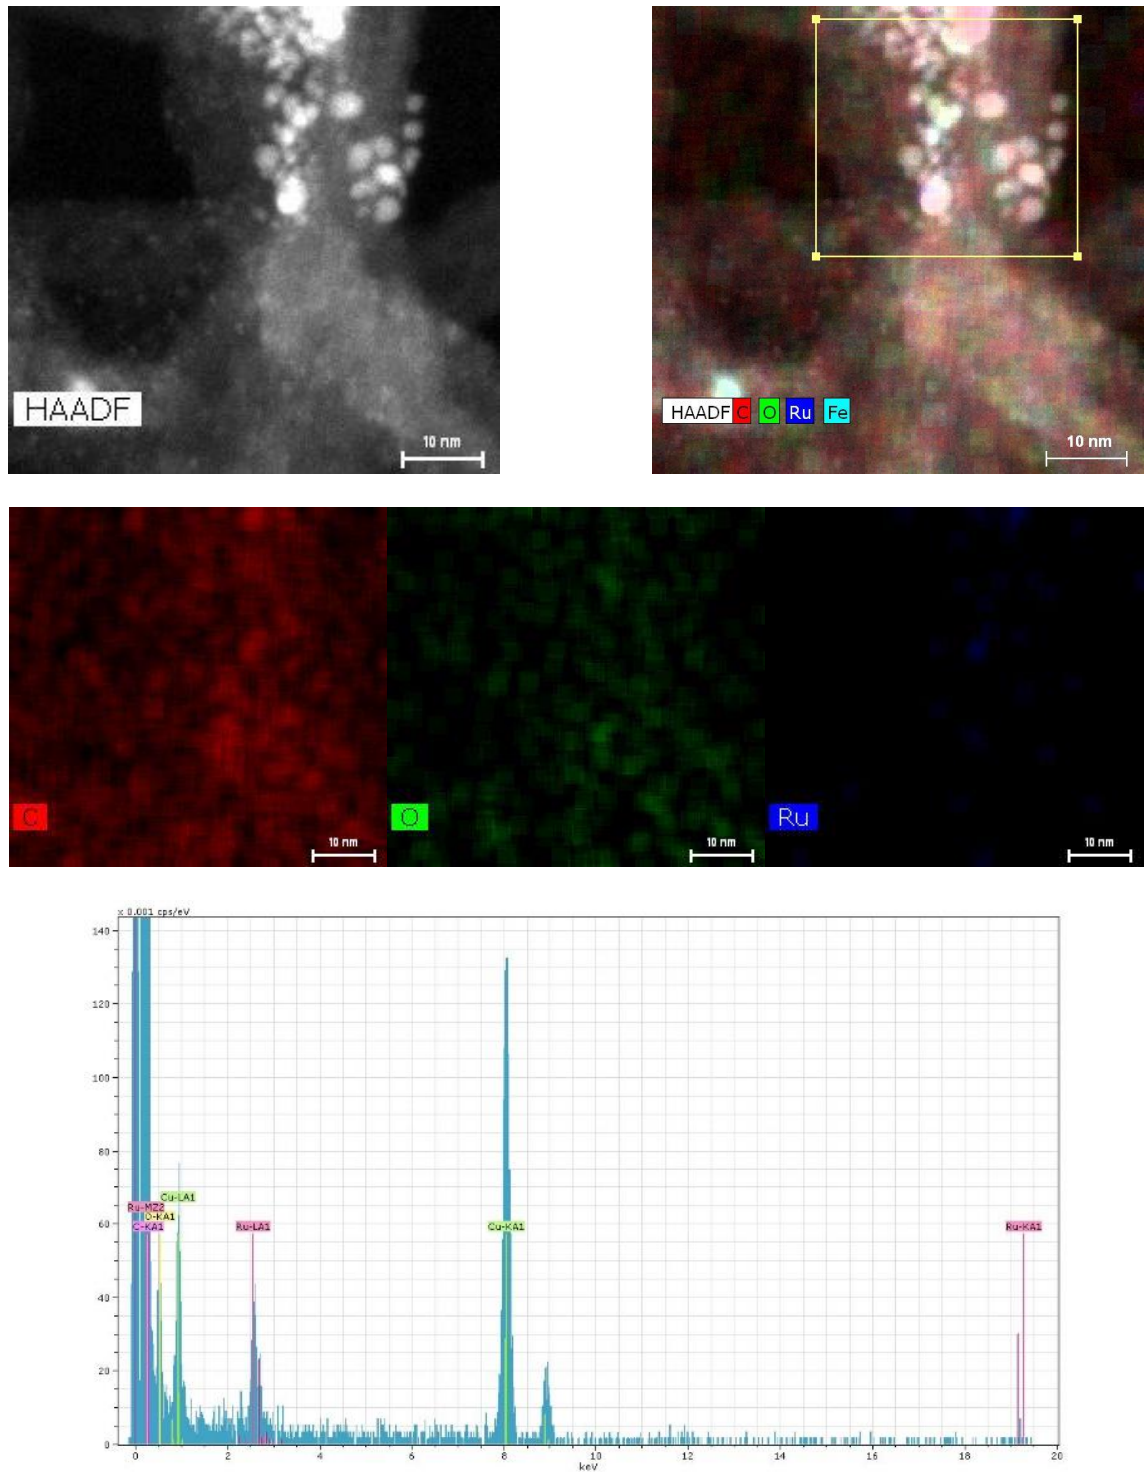 HAADF
10 nm
HAADF C O Ru Fe
10 nm
C
10 nm
O
10 nm
Ru
10 nm
x 0.001 cps/eV
140
120
100
80
60
40
20
0
Cu-LA1
Ru-MZ2
O-KA1
C-KA1
Ru-LA1
Cu-KA1
Ru-KA1
0 2 4 6 8 10 12 14 16 18 20
keV